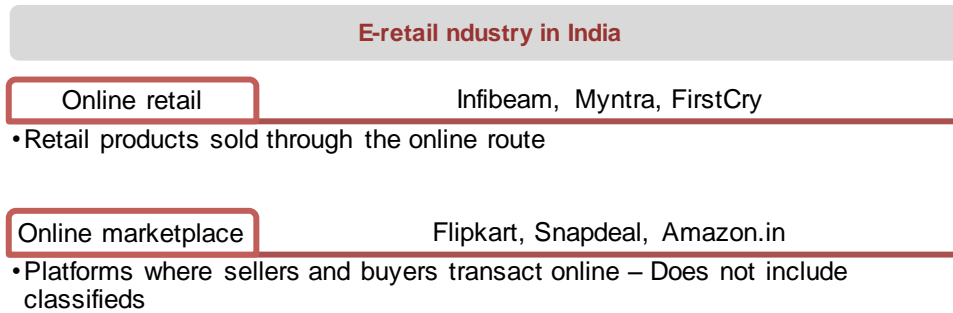 E-retail ndustry in India
Online retail
Infibeam, Myntra, FirstCry
•Retail products sold through the online route
Online marketplace
Flipkart, Snapdeal, Amazon.in
•Platforms where sellers and buyers transact online – Does not include
classifieds